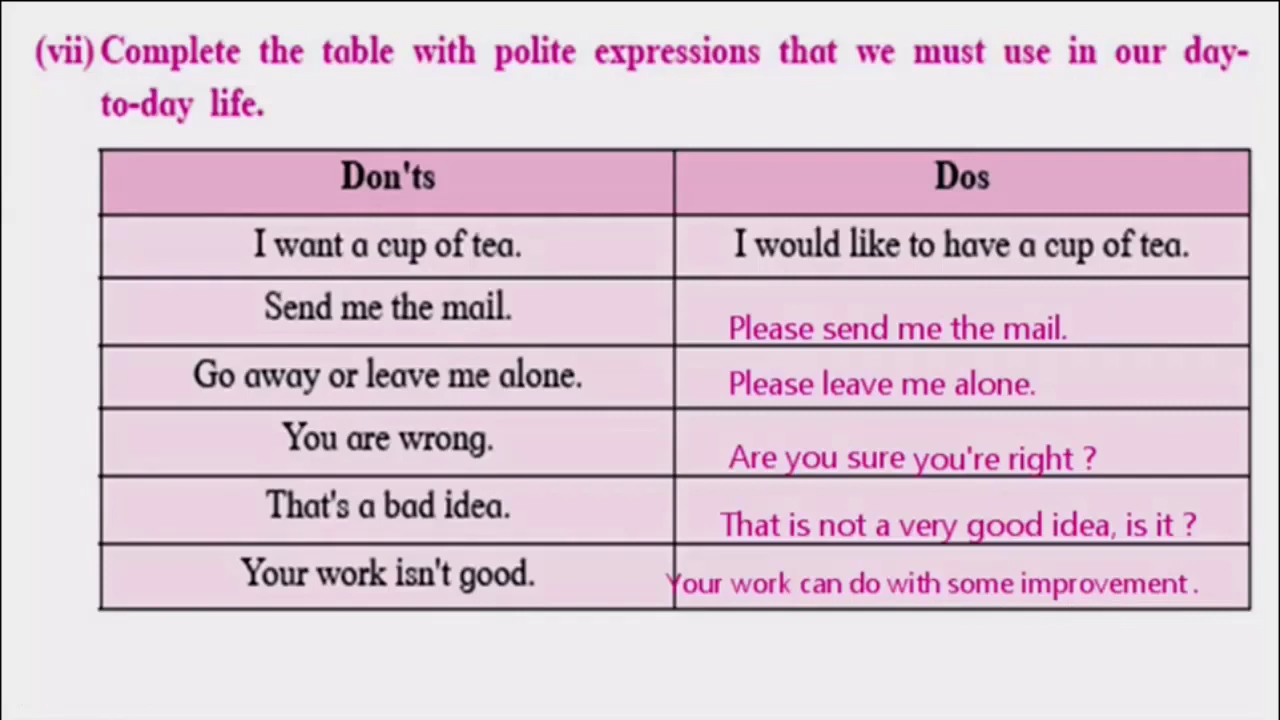 (vii) Complete the table with polite expressions that we must use in our day-
to-day life.
Don'ts Dos
I want a cup of tea. I would like to have a cup of tea.
Send me the mail. Please send me the mail.
Go away or leave me alone. Please leave me alone.
You are wrong. Are you sure you're right ?
That's a bad idea. That is not a very good idea, is it ?
Your work isn't good. Your work can do with some improvement .